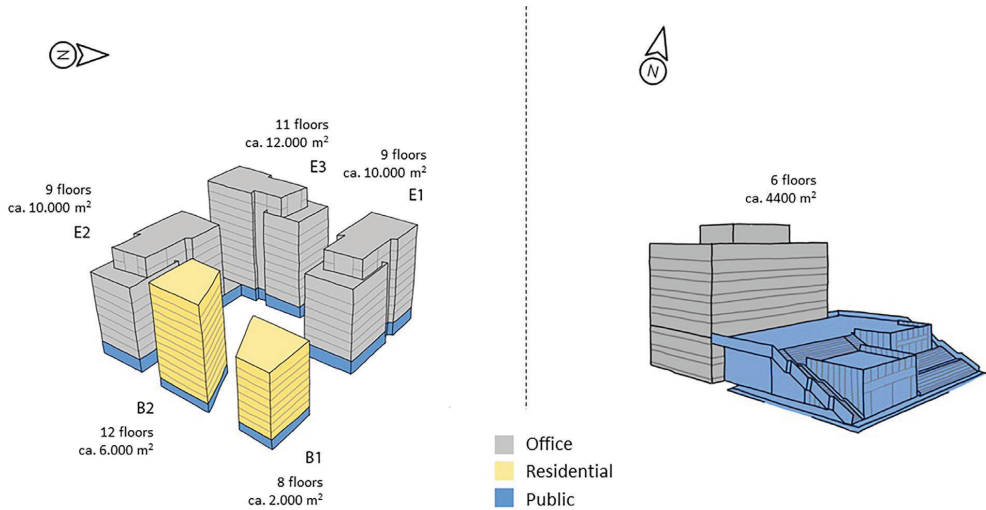 N
11 floors
ca. 12.000 m²
E3
9 floors
ca. 10.000 m²
E1
9 floors
ca. 10.000 m²
E2
B2
12 floors
ca. 6.000 m²
B1
8 floors
ca. 2.000 m²
N
6 floors
ca. 4400 m²
Office
Residential
Public